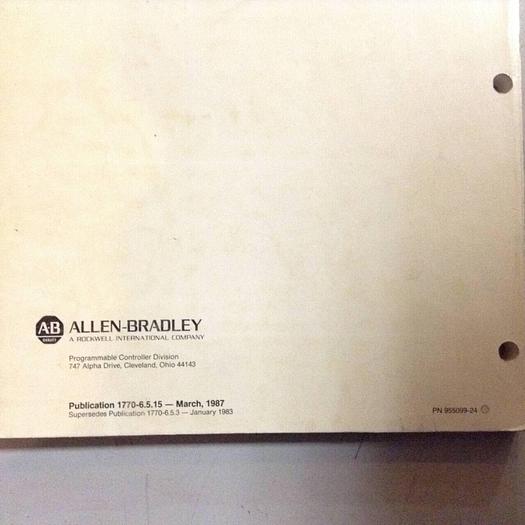 A-B
QUALITY
ALLEN-BRADLEY
A ROCKWELL INTERNATIONAL COMPANY
Programmable Controller Division
747 Alpha Drive, Cleveland, Ohio 44143
Publication 1770-6.5.15 — March, 1987
Supersedes Publication 1770-6.5.3 — January 1983
PN 955099-24